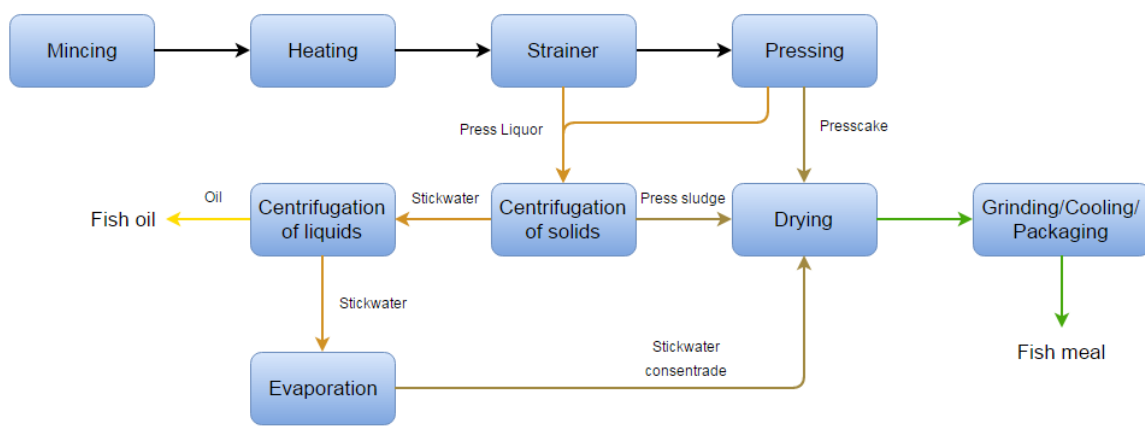 Mincing
Heating
Strainer
Pressing
Press Liquor
Presscake
Oil
Stickwater
Press sludge
Fish oil
Centrifugation
of liquids
Centrifugation
of solids
Drying
Grinding/Cooling/
Packaging
Stickwater
Stickwater
consentrade
Fish meal
Evaporation